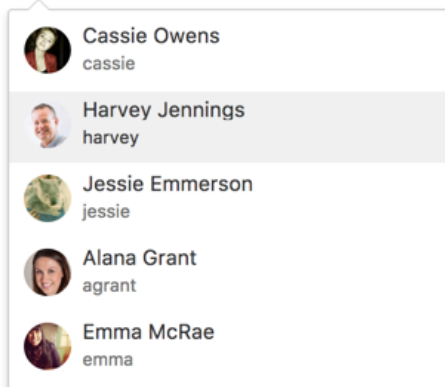 Cassie Owens
cassie
Harvey Jennings
harvey
Jessie Emmerson
jessie
Alana Grant
agrant
Emma McRae
emma